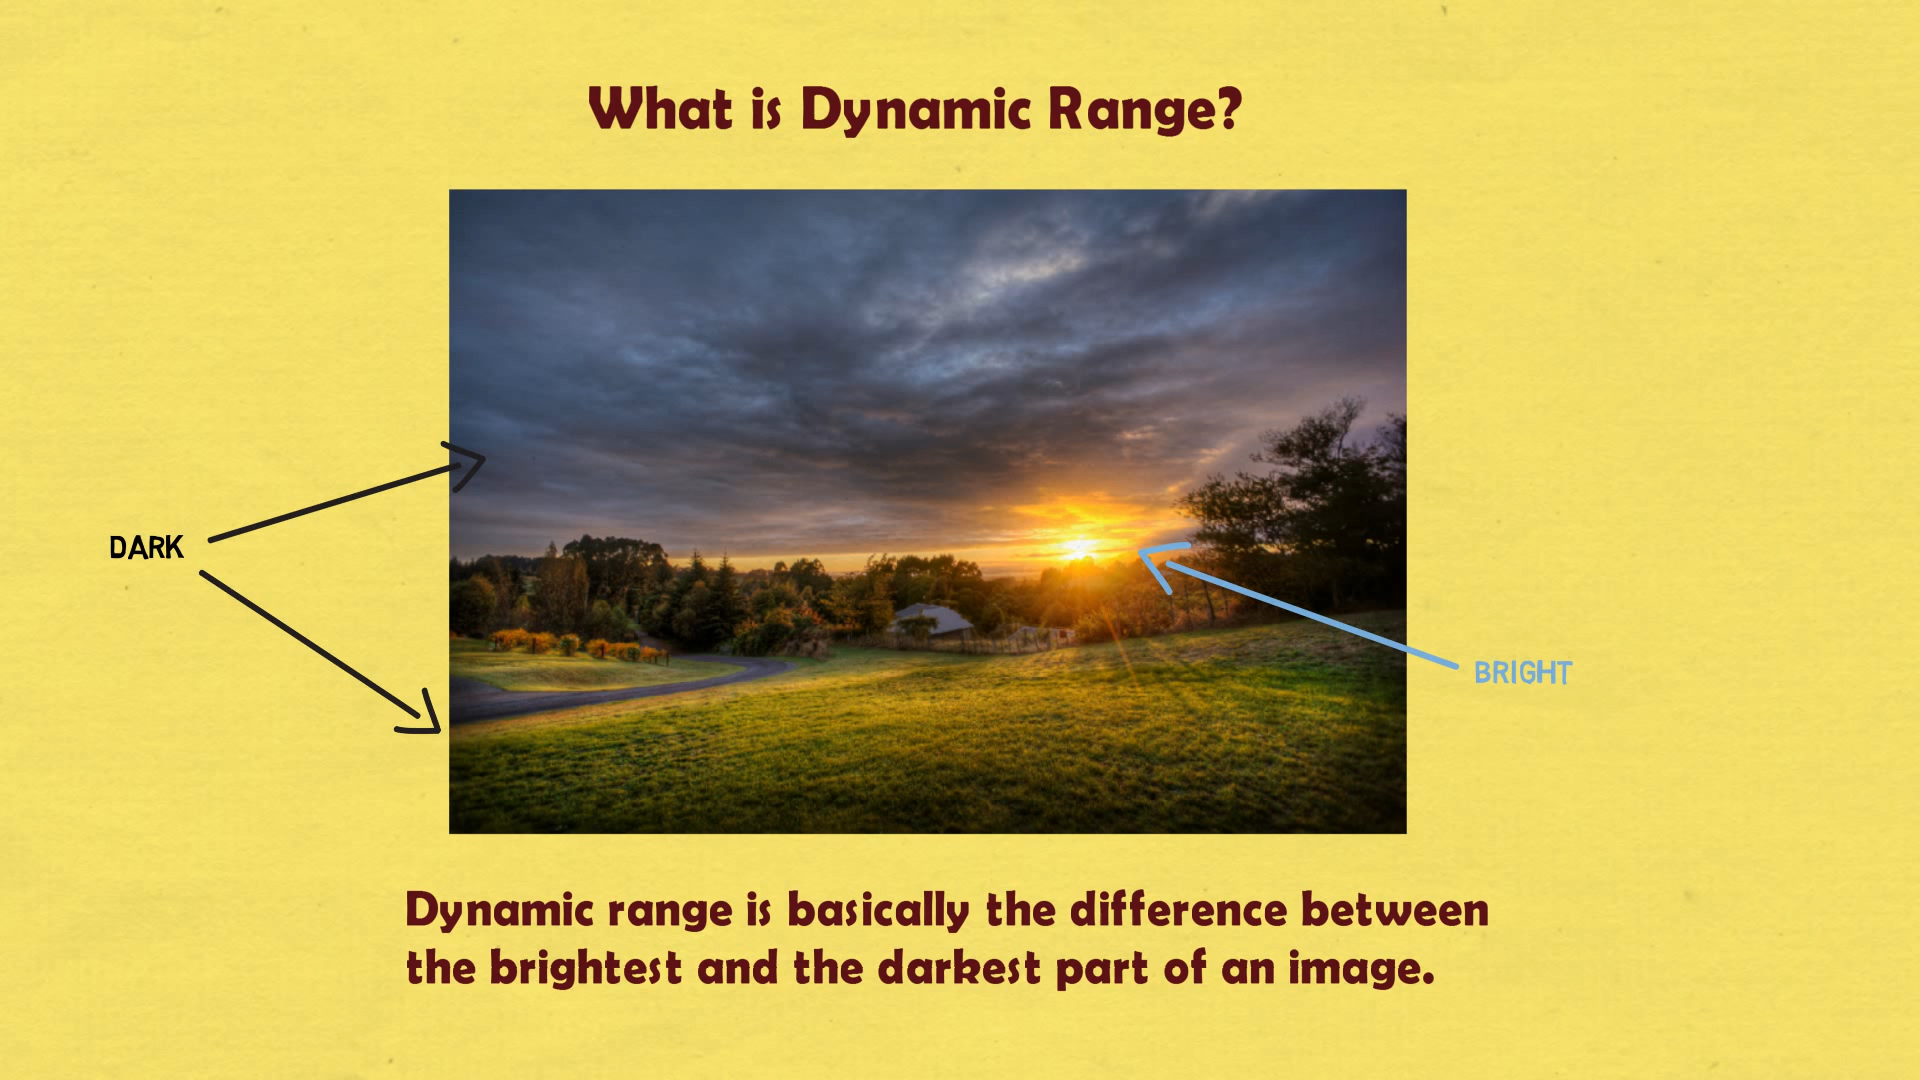 What is Dynamic Range?
DARK
BRIGHT
Dynamic range is basically the difference between
the brightest and the darkest part of an image.